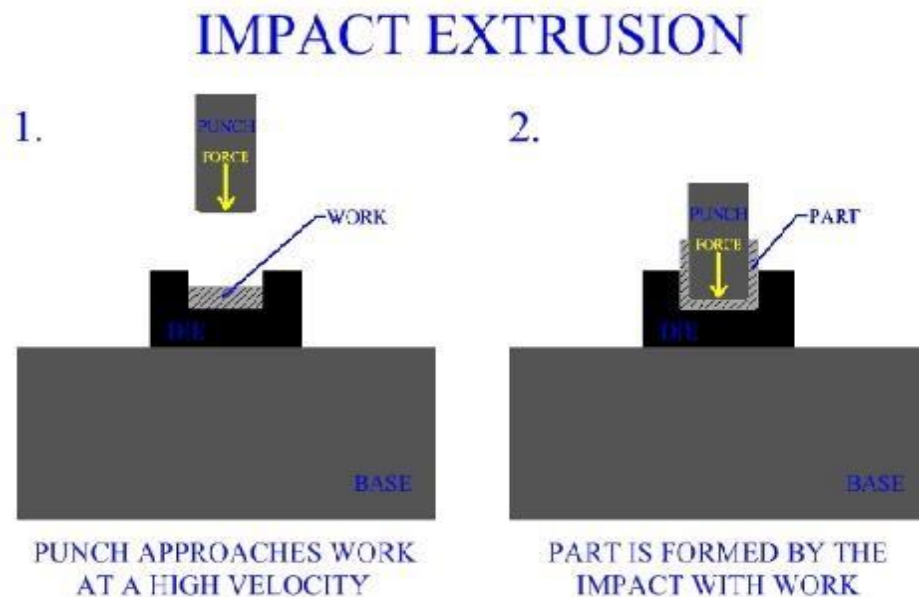 IMPACT EXTRUSION
1.
PUNCH
FORCE
WORK
DIE
BASE
PUNCH APPROACHES WORK
AT A HIGH VELOCITY
2.
PUNCH
FORCE
PART
DIE
BASE
PART IS FORMED BY THE
IMPACT WITH WORK